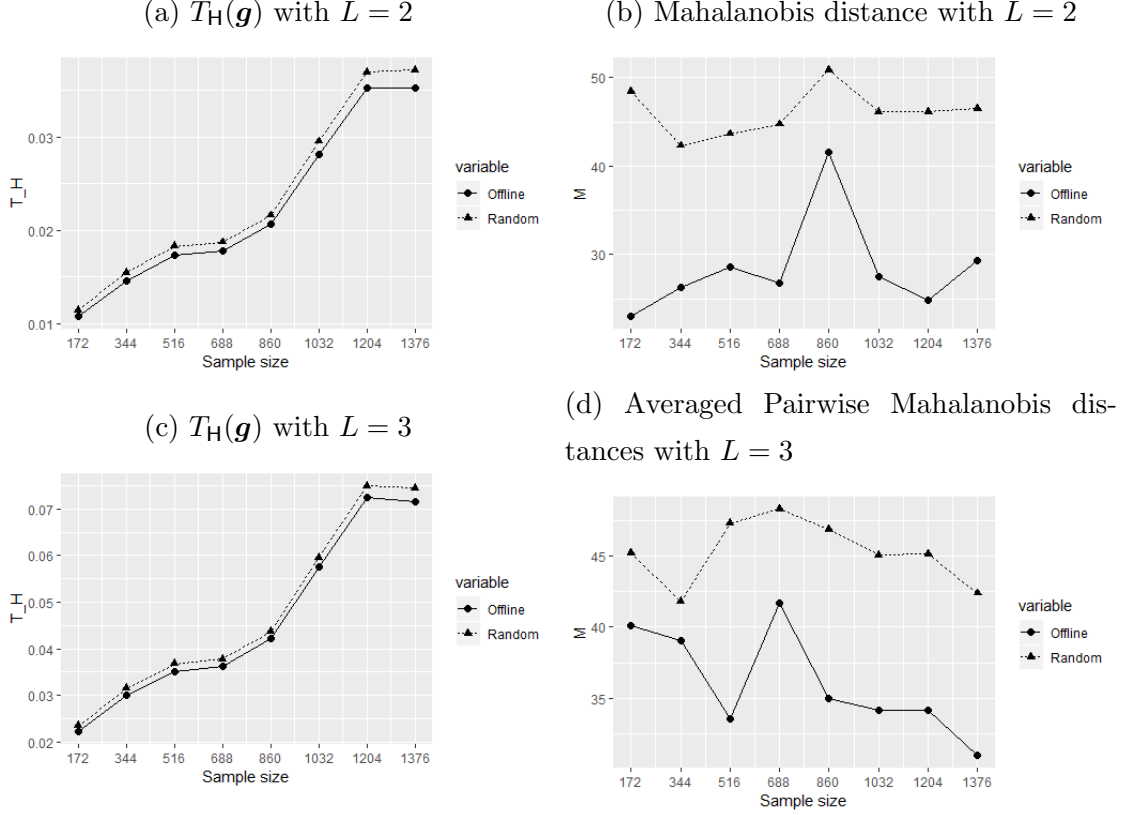 (a) T_H(g) with L = 2
T_H
0.03
0.02
0.01
172 344 516 688 860 1032 1204 1376
Sample size
variable
Offline
Random
(b) Mahalanobis distance with L = 2
M
50
40
30
172 344 516 688 860 1032 1204 1376
Sample size
variable
Offline
Random
(c) T_H(g) with L = 3
T_H
0.07
0.06
0.05
0.04
0.03
0.02
172 344 516 688 860 1032 1204 1376
Sample size
variable
Offline
Random
(d) Averaged Pairwise Mahalanobis dis-
tances with L = 3
M
45
40
35
172 344 516 688 860 1032 1204 1376
Sample size
variable
Offline
Random